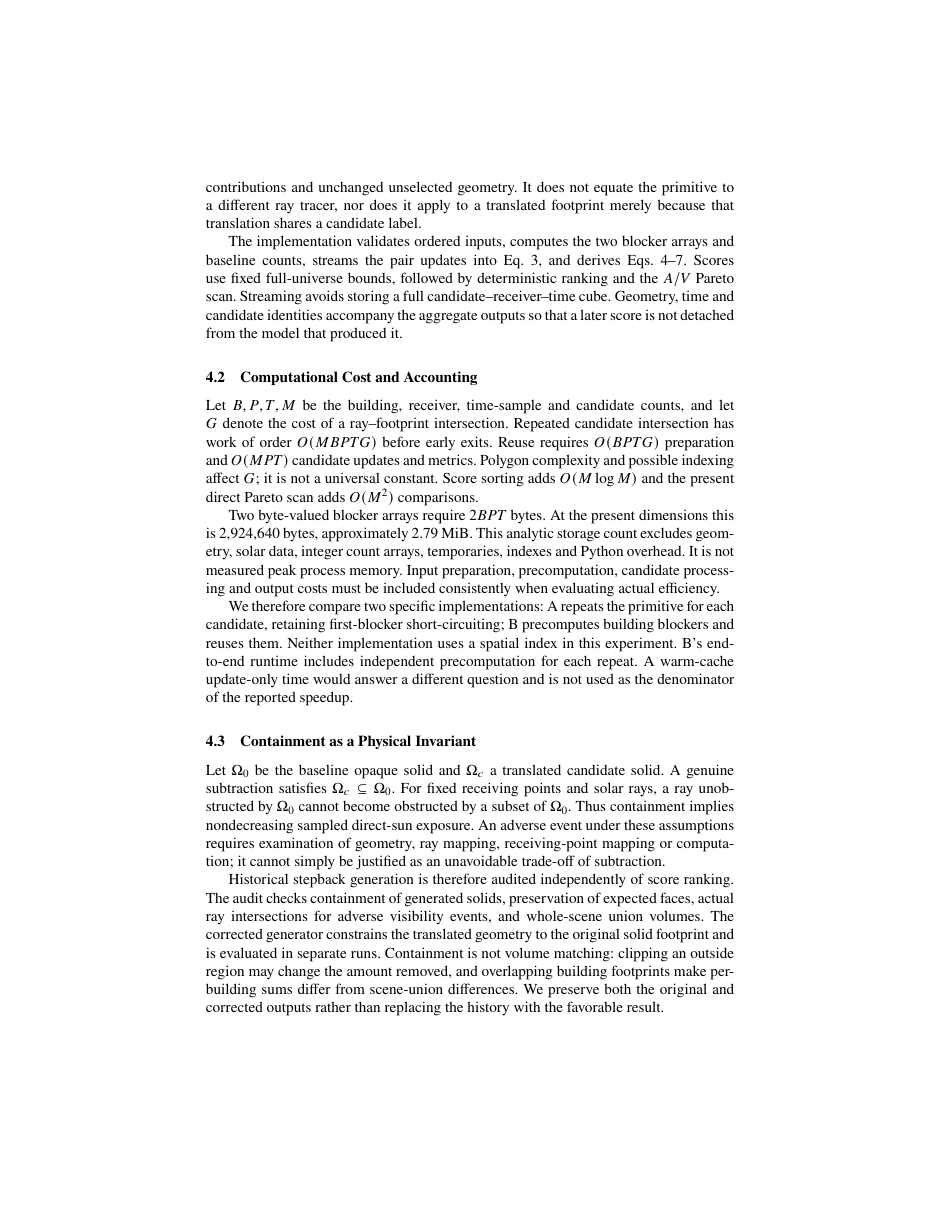 contributions and unchanged unselected geometry. It does not equate the primitive to
a different ray tracer, nor does it apply to a translated footprint merely because that
translation shares a candidate label.
The implementation validates ordered inputs, computes the two blocker arrays and
baseline counts, streams the pair updates into Eq. 3, and derives Eqs. 4–7. Scores
use fixed full-universe bounds, followed by deterministic ranking and the A/V Pareto
scan. Streaming avoids storing a full candidate–receiver–time cube. Geometry, time and
candidate identities accompany the aggregate outputs so that a later score is not detached
from the model that produced it.
4.2 Computational Cost and Accounting
Let B, P, T, M be the building, receiver, time-sample and candidate counts, and let
G denote the cost of a ray–footprint intersection. Repeated candidate intersection has
work of order O(MBPTG) before early exits. Reuse requires O(BPTG) preparation
and O(MPT) candidate updates and metrics. Polygon complexity and possible indexing
affect G; it is not a universal constant. Score sorting adds O(M log M) and the present
direct Pareto scan adds O(M²) comparisons.
Two byte-valued blocker arrays require 2BPT bytes. At the present dimensions this
is 2,924,640 bytes, approximately 2.79 MiB. This analytic storage count excludes geom-
etry, solar data, integer count arrays, temporaries, indexes and Python overhead. It is not
measured peak process memory. Input preparation, precomputation, candidate process-
ing and output costs must be included consistently when evaluating actual efficiency.
We therefore compare two specific implementations: A repeats the primitive for each
candidate, retaining first-blocker short-circuiting; B precomputes building blockers and
reuses them. Neither implementation uses a spatial index in this experiment. B's end-
to-end runtime includes independent precomputation for each repeat. A warm-cache
update-only time would answer a different question and is not used as the denominator
of the reported speedup.
4.3 Containment as a Physical Invariant
Let Ω₀ be the baseline opaque solid and Ω𝑐 a translated candidate solid. A genuine
subtraction satisfies Ω𝑐 ⊆ Ω₀. For fixed receiving points and solar rays, a ray unob-
structed by Ω₀ cannot become obstructed by a subset of Ω₀. Thus containment implies
nondecreasing sampled direct-sun exposure. An adverse event under these assumptions
requires examination of geometry, ray mapping, receiving-point mapping or computa-
tion; it cannot simply be justified as an unavoidable trade-off of subtraction.
Historical stepback generation is therefore audited independently of score ranking.
The audit checks containment of generated solids, preservation of expected faces, actual
ray intersections for adverse visibility events, and whole-scene union volumes. The
corrected generator constrains the translated geometry to the original solid footprint and
is evaluated in separate runs. Containment is not volume matching: clipping an outside
region may change the amount removed, and overlapping building footprints make per-
building sums differ from scene-union differences. We preserve both the original and
corrected outputs rather than replacing the history with the favorable result.